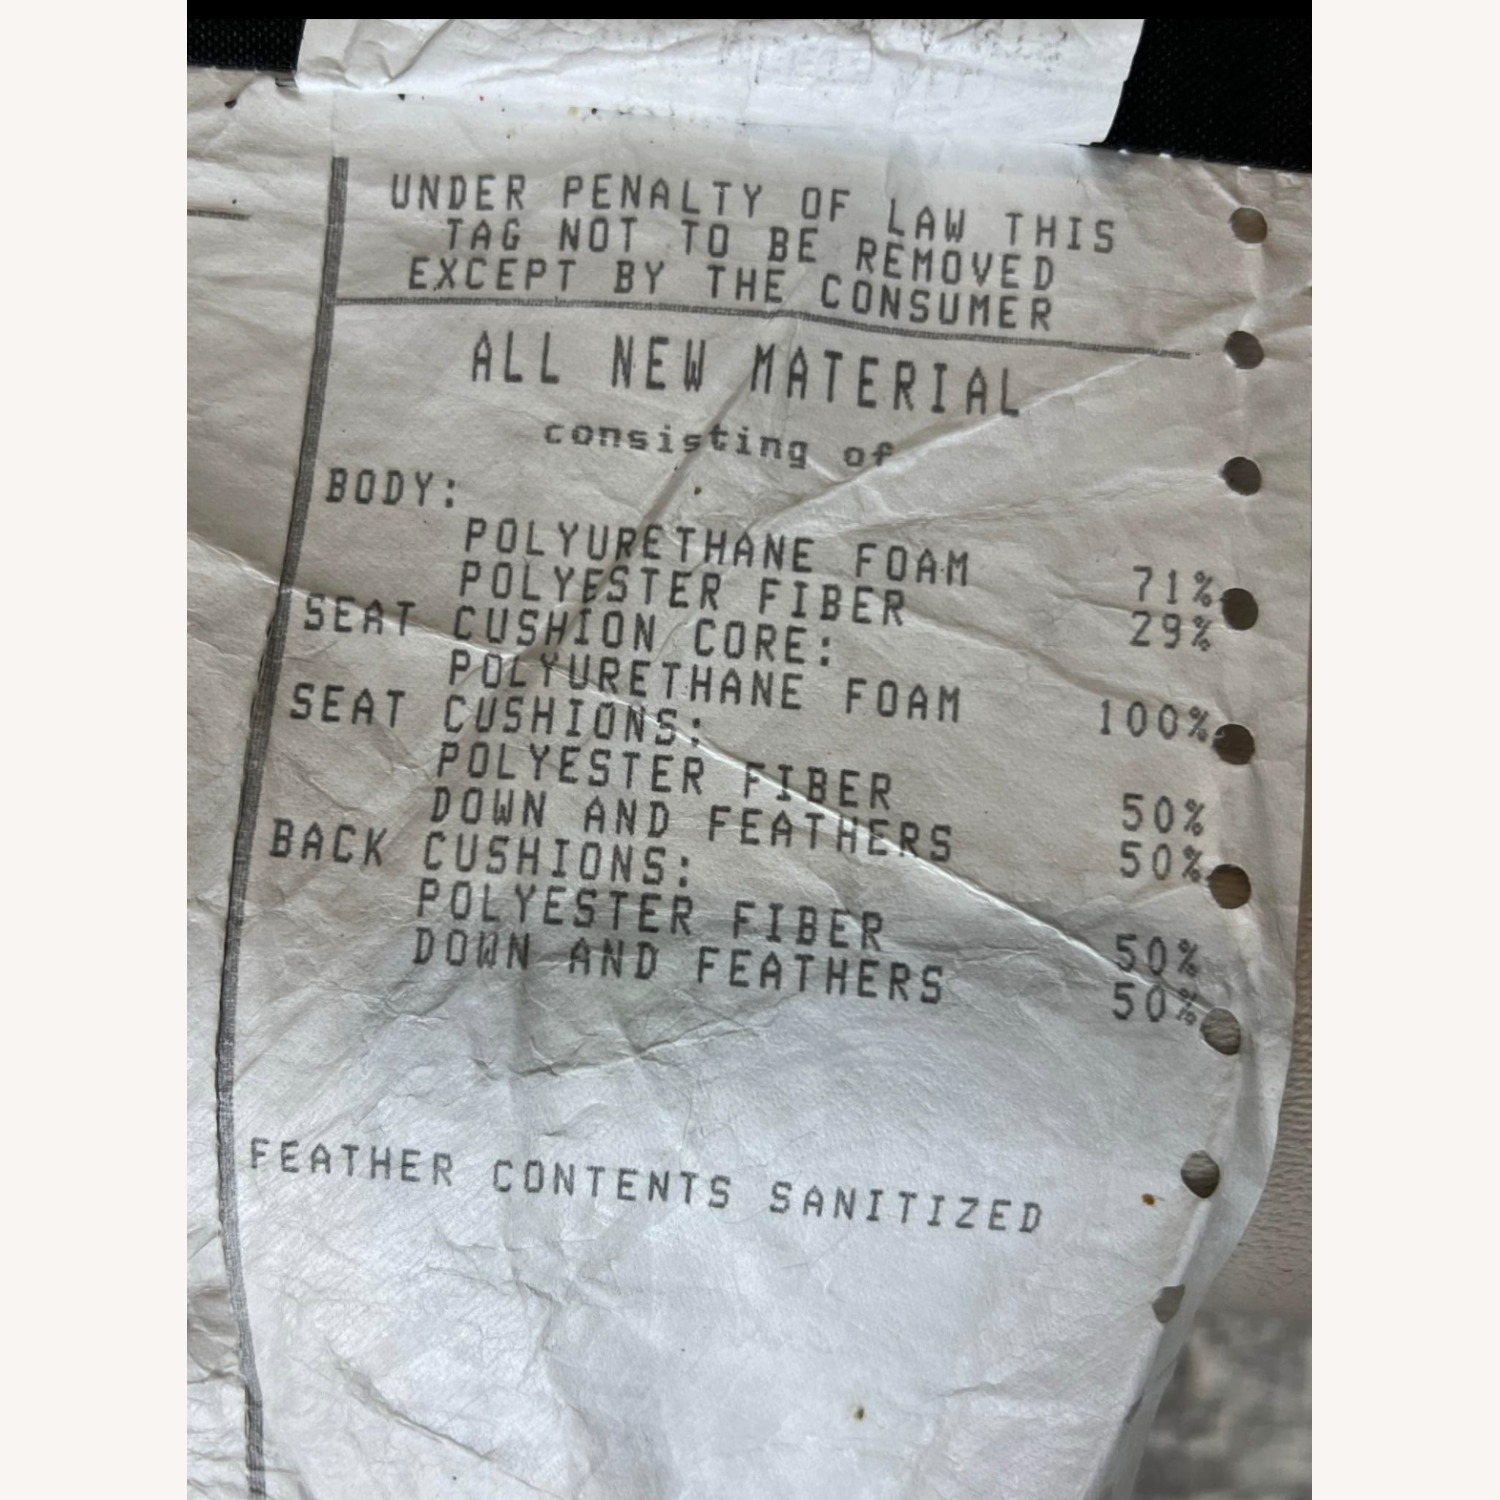 UNDER PENALTY OF LAW THIS
TAG NOT TO BE REMOVED
EXCEPT BY THE CONSUMER
ALL NEW MATERIAL
consisting of
BODY:
POLYURETHANE FOAM 71%
POLYESTER FIBER 29%
SEAT CUSHION CORE:
POLYURETHANE FOAM 100%
SEAT CUSHIONS:
POLYESTER FIBER 50%
DOWN AND FEATHERS 50%
BACK CUSHIONS:
POLYESTER FIBER 50%
DOWN AND FEATHERS 50%
FEATHER CONTENTS SANITIZED